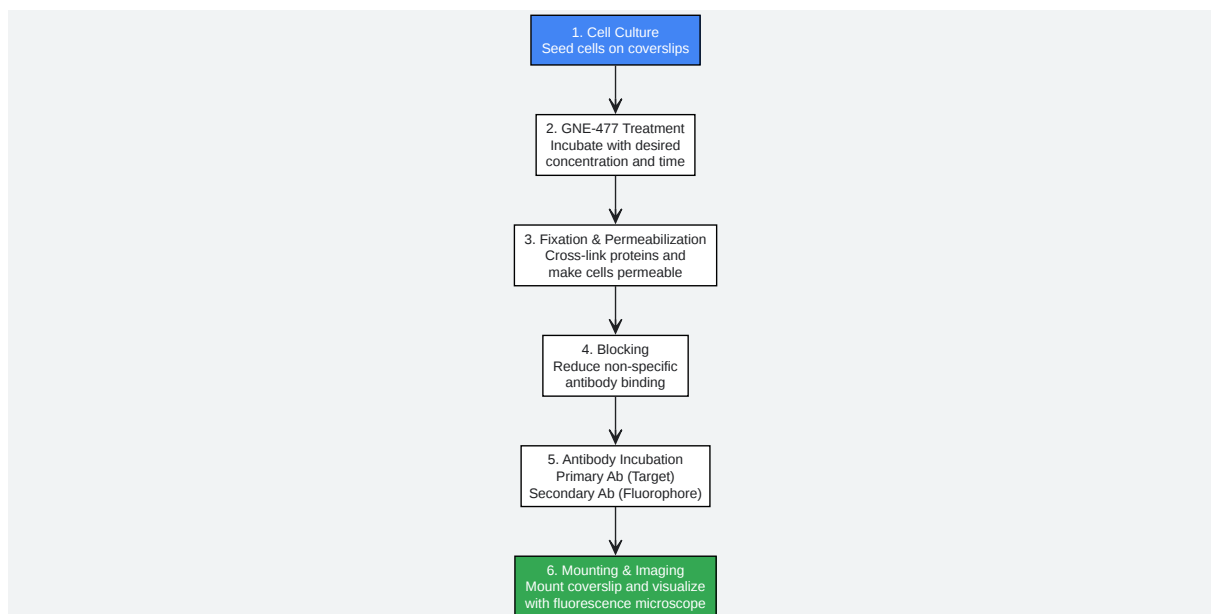 1. Cell Culture
Seed cells on coverslips
2. GNE-477 Treatment
Incubate with desired
concentration and time
3. Fixation & Permeabilization
Cross-link proteins and
make cells permeable
4. Blocking
Reduce non-specific
antibody binding
5. Antibody Incubation
Primary Ab (Target)
Secondary Ab (Fluorophore)
6. Mounting & Imaging
Mount coverslip and visualize
with fluorescence microscope